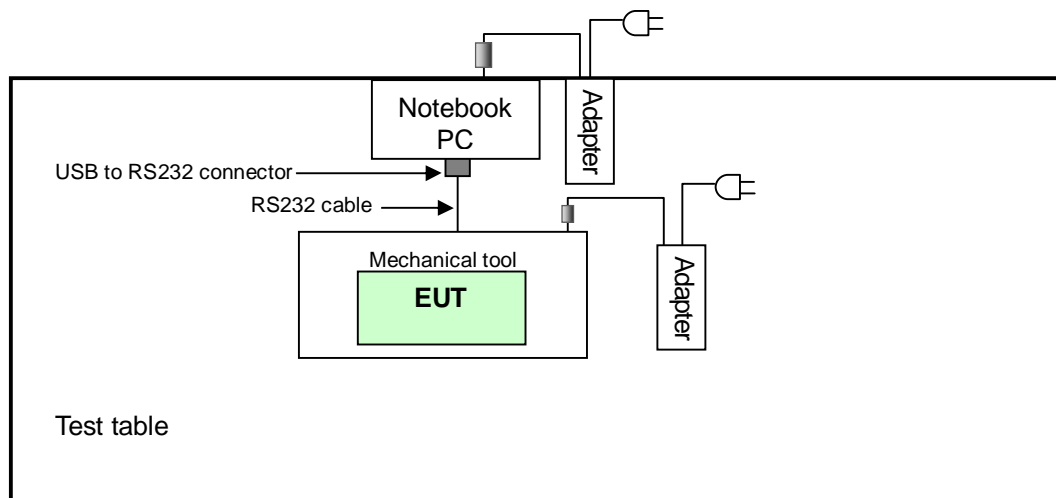 Notebook
PC
Adapter
USB to RS232 connector
RS232 cable
Mechanical tool
EUT
Adapter
Test table